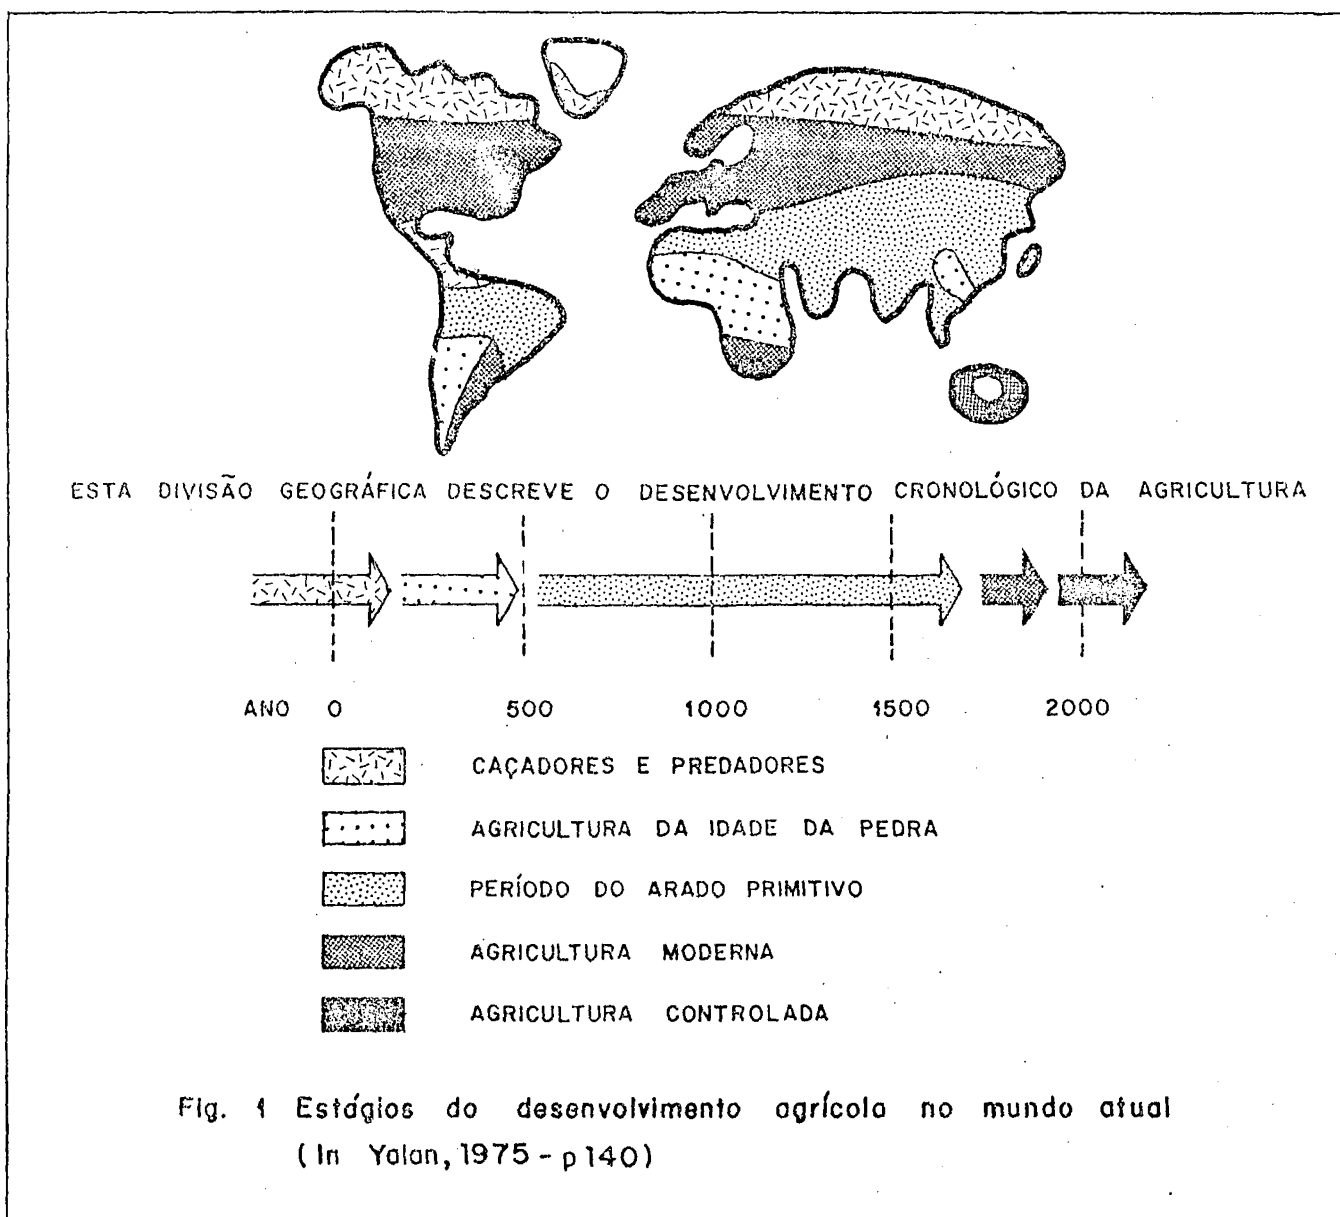 ESTA DIVISÃO GEOGRÁFICA DESCREVE O DESENVOLVIMENTO CRONOLÓGICO DA AGRICULTURA
ANO 0 500 1000 1500 2000
CAÇADORES E PREDADORES
AGRICULTURA DA IDADE DA PEDRA
PERÍODO DO ARADO PRIMITIVO
AGRICULTURA MODERNA
AGRICULTURA CONTROLADA
Fig. 1 Estágios do desenvolvimento agrícola no mundo atual
(In Yalan, 1975 - p 140)